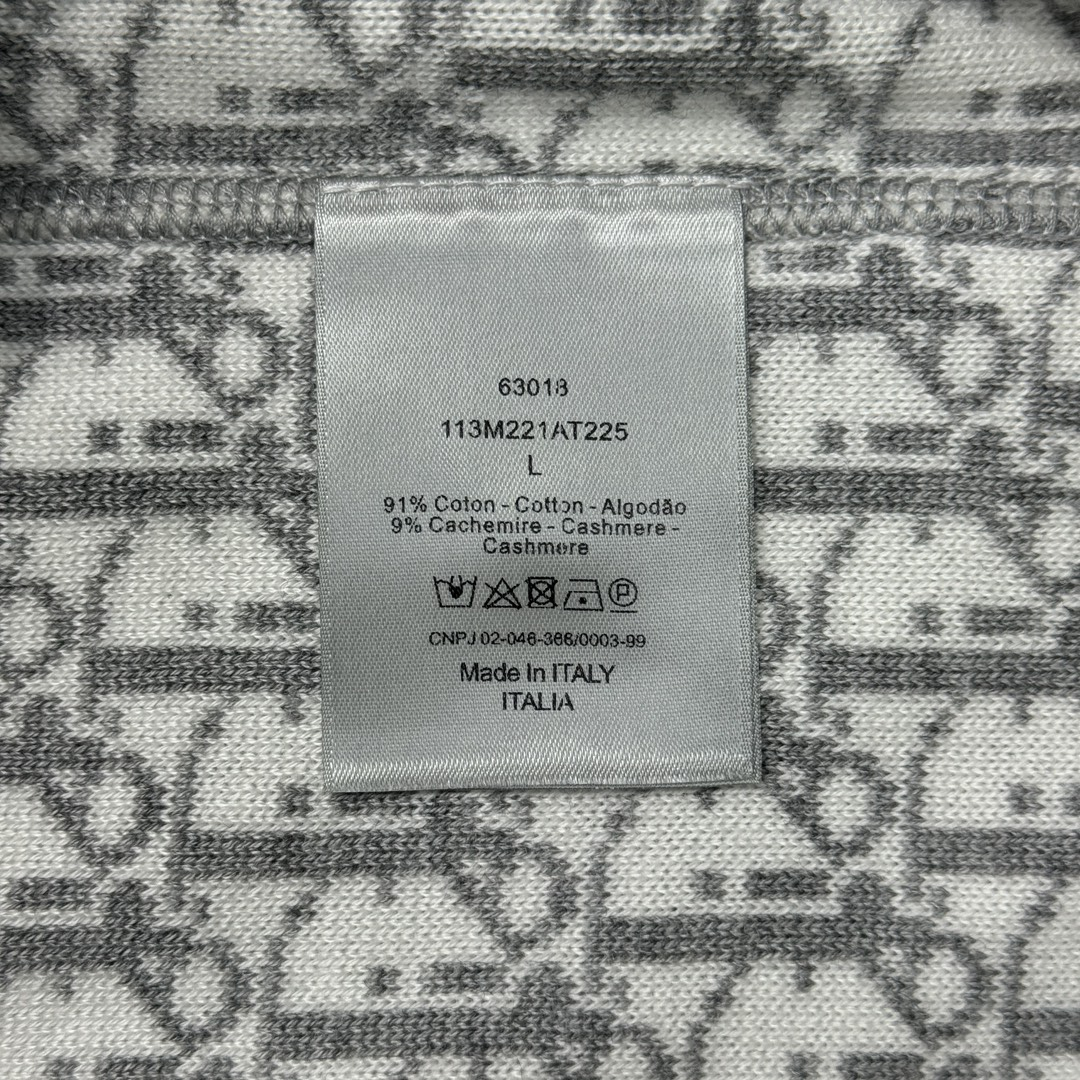 63018
113M221AT225
L
91% Coton - Cotton - Algodão
9% Cachemire - Cashmere -
Cashmere
P
CNPJ 02-046-366/0003-99
Made In ITALY
ITALIA